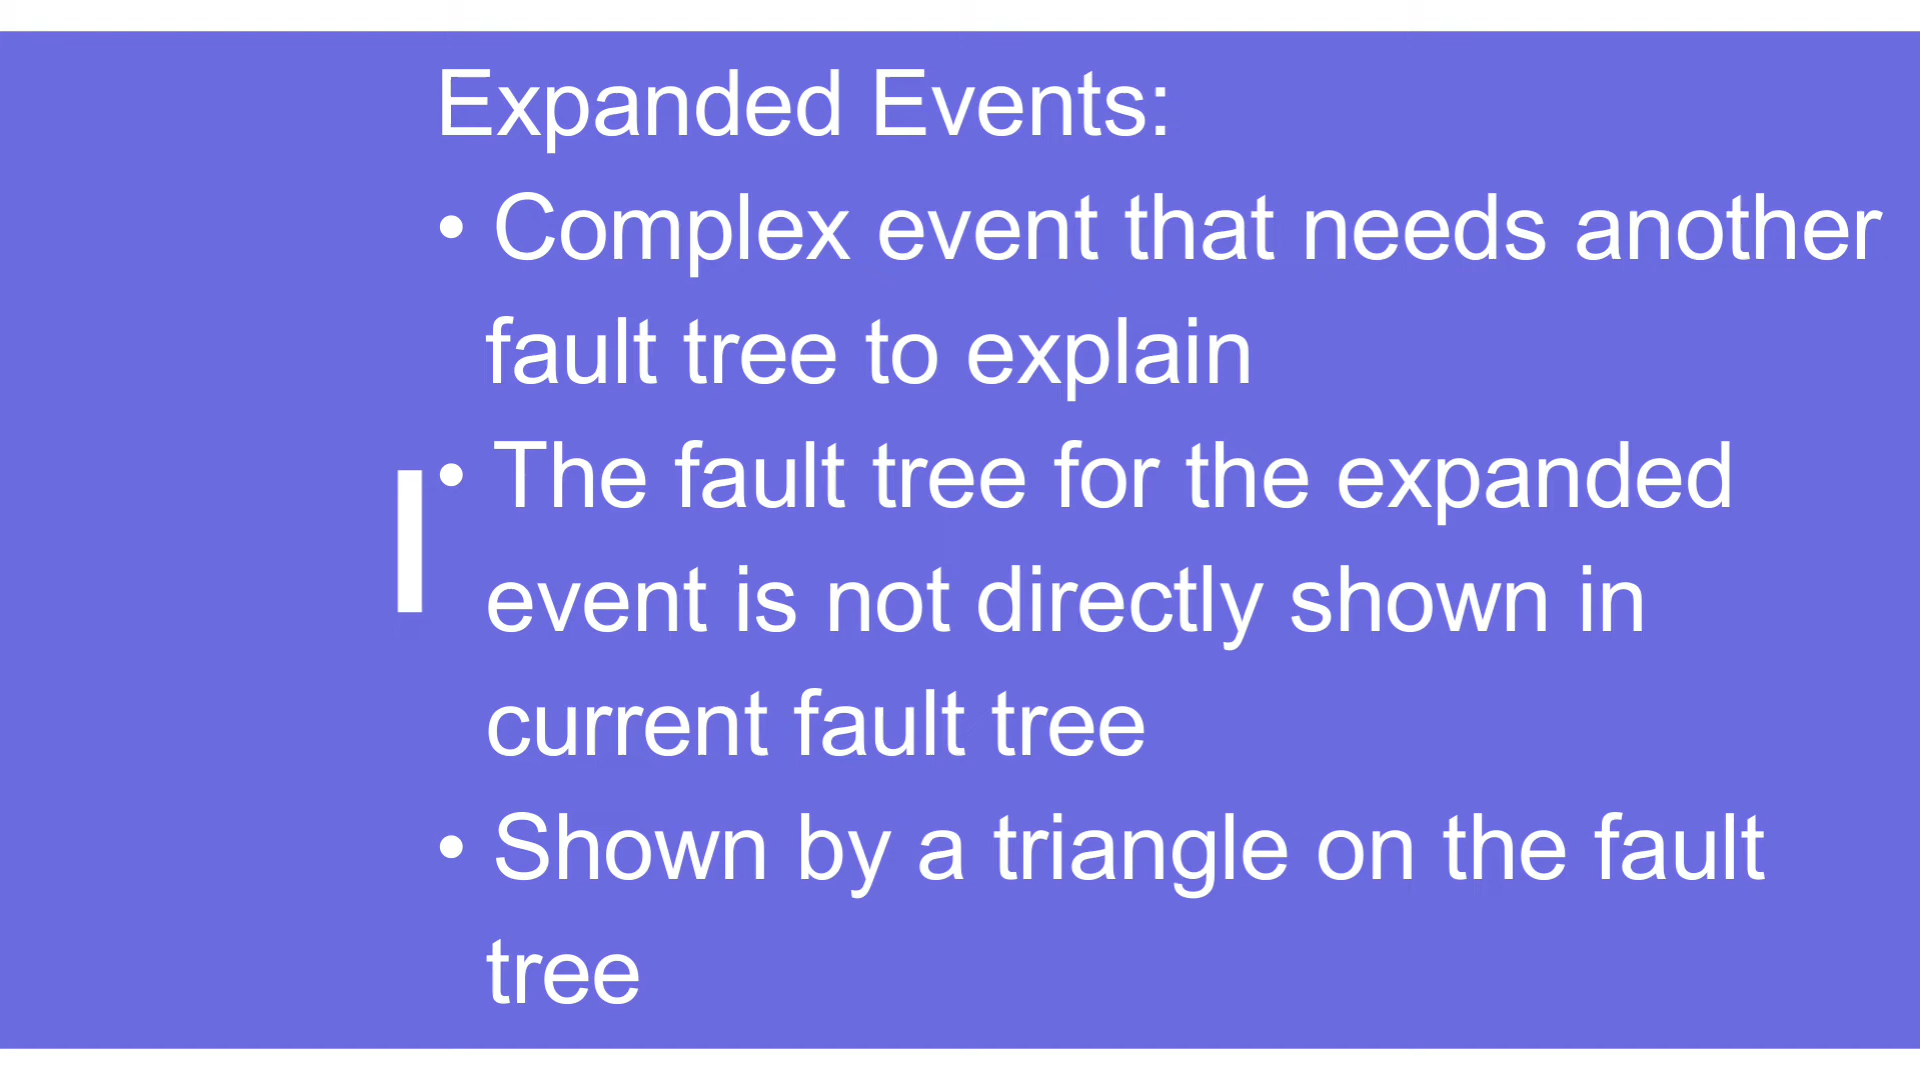 Expanded Events:
• Complex event that needs another
fault tree to explain
• The fault tree for the expanded
event is not directly shown in
current fault tree
• Shown by a triangle on the fault
tree